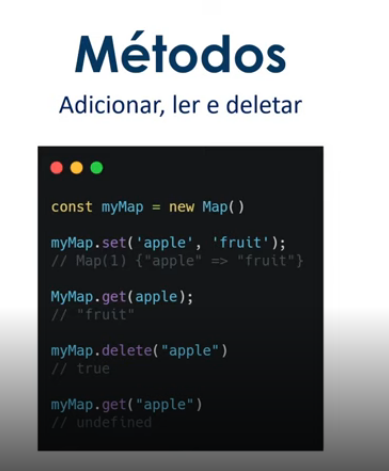 Métodos
Adicionar, ler e deletar
const myMap = new Map()
myMap.set('apple', 'fruit');
// Map(1) {"apple" => "fruit"}
MyMap.get(apple);
// "fruit"
myMap.delete("apple")
// true
myMap.get("apple")
// undefined